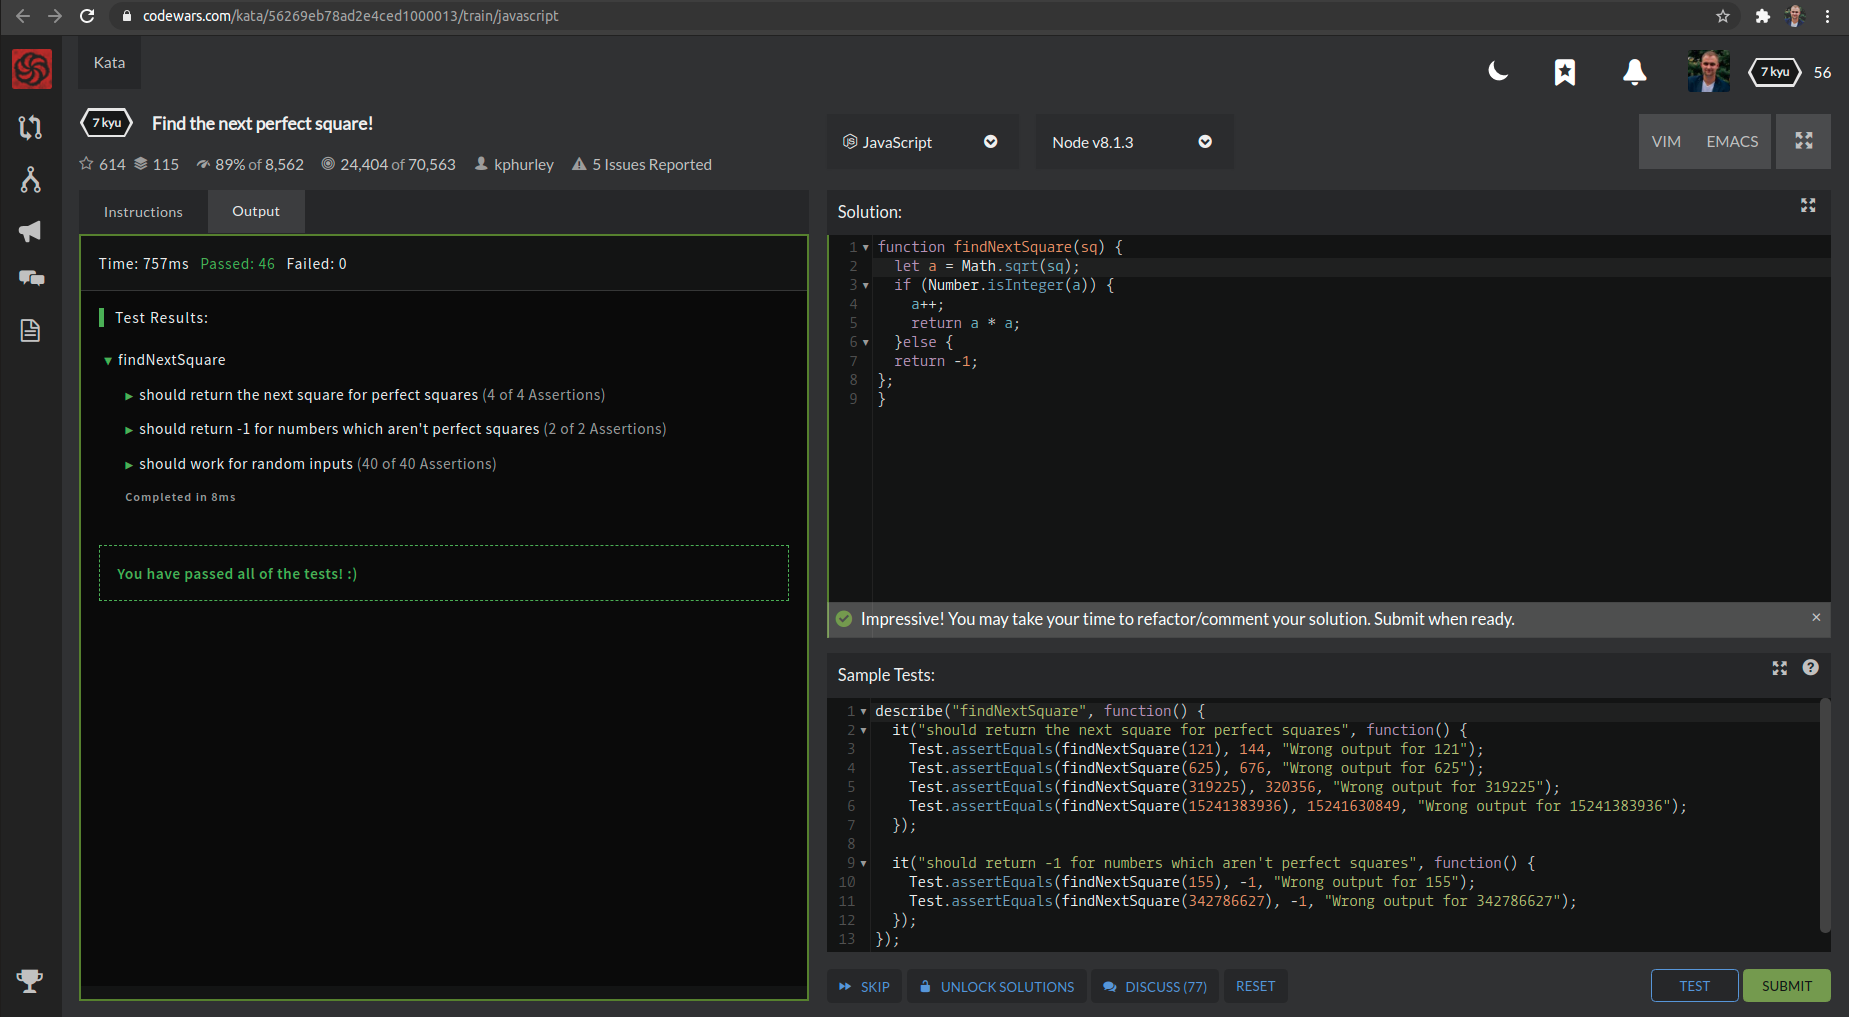 codewars.com/kata/56269eb78ad2e4ced1000013/train/javascript
Kata
7 kyu 56
7 kyu Find the next perfect square!
614 115 89% of 8,562 24,404 of 70,563 kphurley 5 Issues Reported
JavaScript
Node v8.1.3
VIM EMACS
Instructions Output
Time: 757ms Passed: 46 Failed: 0
Test Results:
findNextSquare
should return the next square for perfect squares (4 of 4 Assertions)
should return -1 for numbers which aren't perfect squares (2 of 2 Assertions)
should work for random inputs (40 of 40 Assertions)
Completed in 8ms
You have passed all of the tests! :)
Solution:
1 function findNextSquare(sq) {
2 let a = Math.sqrt(sq);
3 if (Number.isInteger(a)) {
4 a++;
5 return a * a;
6 }else {
7 return -1;
8 };
9 }
Impressive! You may take your time to refactor/comment your solution. Submit when ready. ×
Sample Tests:
1 describe("findNextSquare", function() {
2 it("should return the next square for perfect squares", function() {
3 Test.assertEquals(findNextSquare(121), 144, "Wrong output for 121");
4 Test.assertEquals(findNextSquare(625), 676, "Wrong output for 625");
5 Test.assertEquals(findNextSquare(319225), 320356, "Wrong output for 319225");
6 Test.assertEquals(findNextSquare(15241383936), 15241630849, "Wrong output for 15241383936");
7 });
8
9 it("should return -1 for numbers which aren't perfect squares", function() {
10 Test.assertEquals(findNextSquare(155), -1, "Wrong output for 155");
11 Test.assertEquals(findNextSquare(342786627), -1, "Wrong output for 342786627");
12 });
13 });
SKIP UNLOCK SOLUTIONS DISCUSS (77) RESET TEST SUBMIT